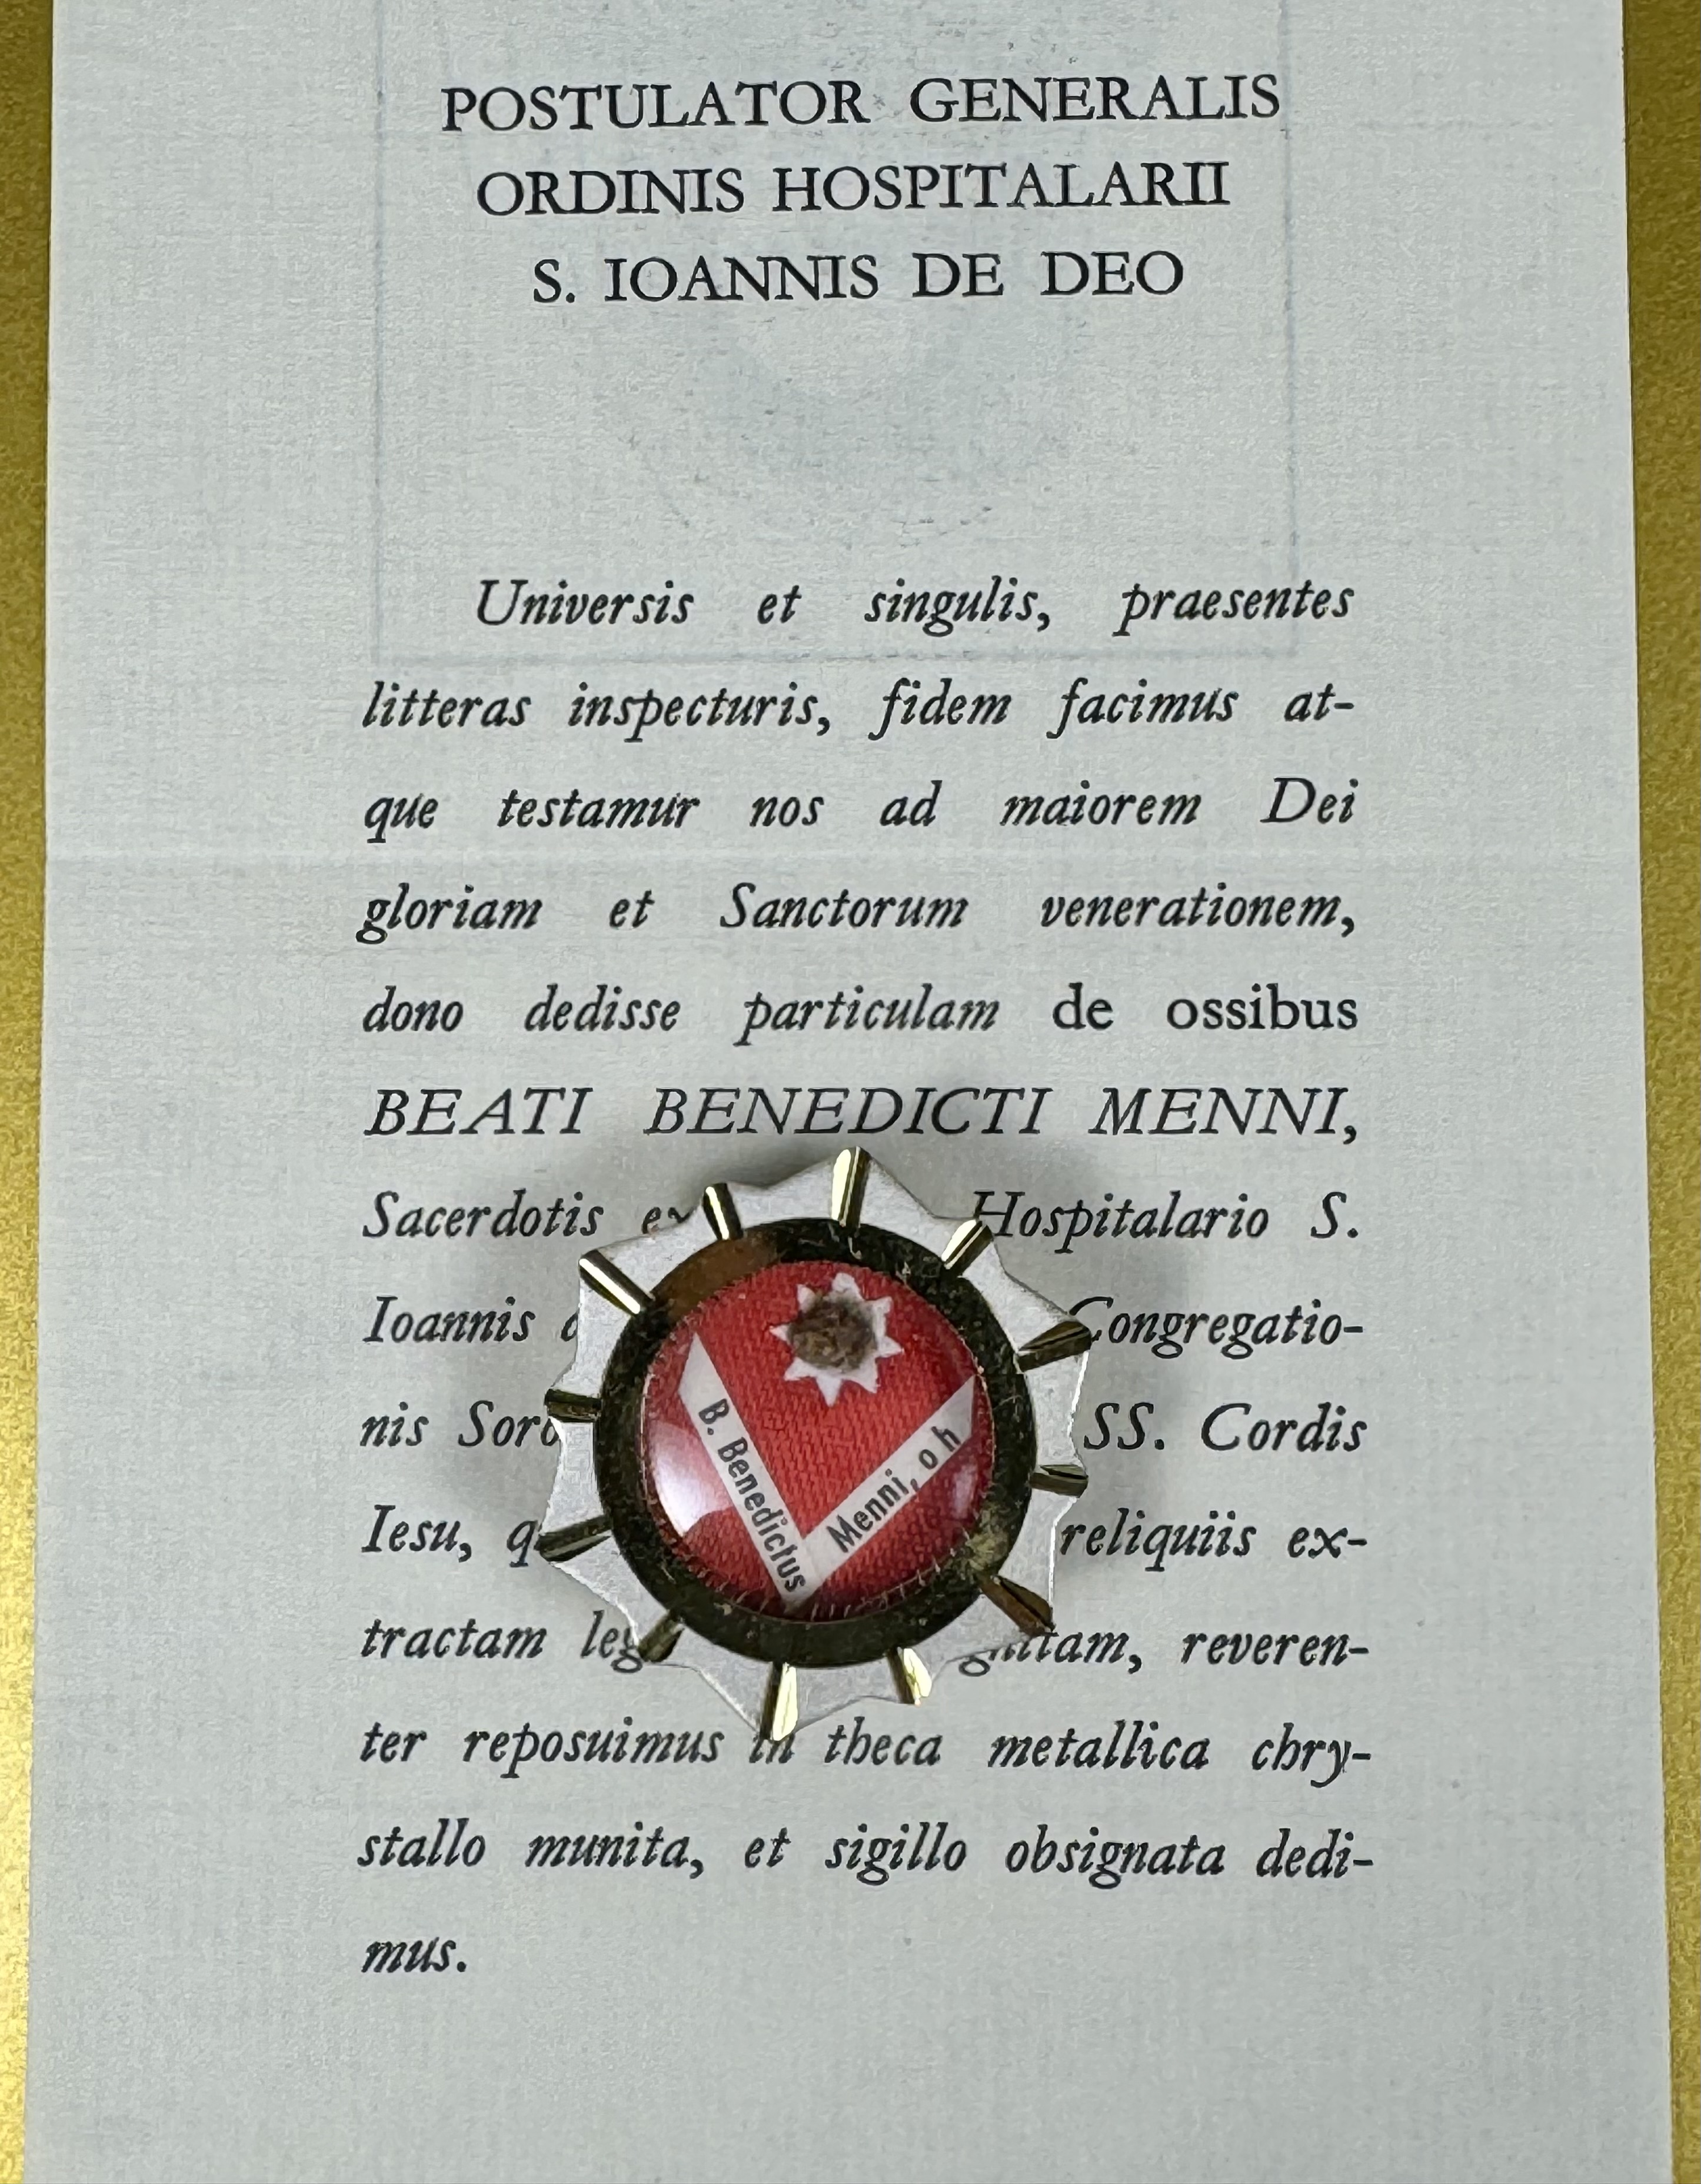 POSTULATOR GENERALIS
ORDINIS HOSPITALARII
S. IOANNIS DE DEO
Universis et singulis, praesentes
litteras inspecturis, fidem facimus at-
que testamur nos ad maiorem Dei
gloriam et Sanctorum venerationem,
dono dedisse particulam de ossibus
BEATI BENEDICTI MENNI,
Sacerdotis Hospitalario S.
Ioannis Congregatio-
nis SS. Cordis
Iesu, reliquiis ex-
tractam reveren-
ter reposuimus in theca metallica chry-
stallo munita, et sigillo obsignata dedi-
mus.
B. Benedictus
Menni, o h